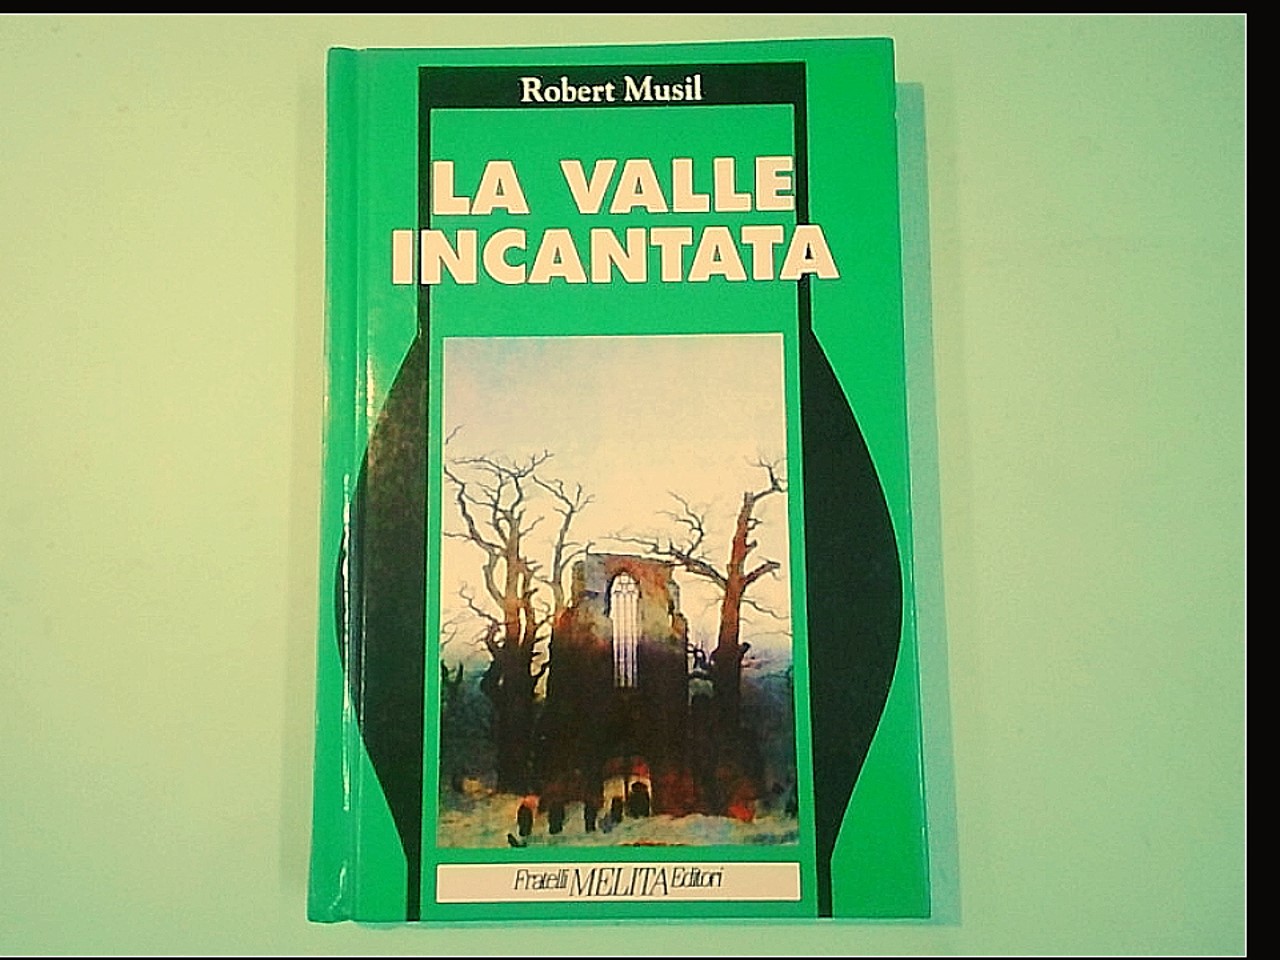 Robert Musil
LA VALLE
INCANTATA
Fratelli MELITA Editori